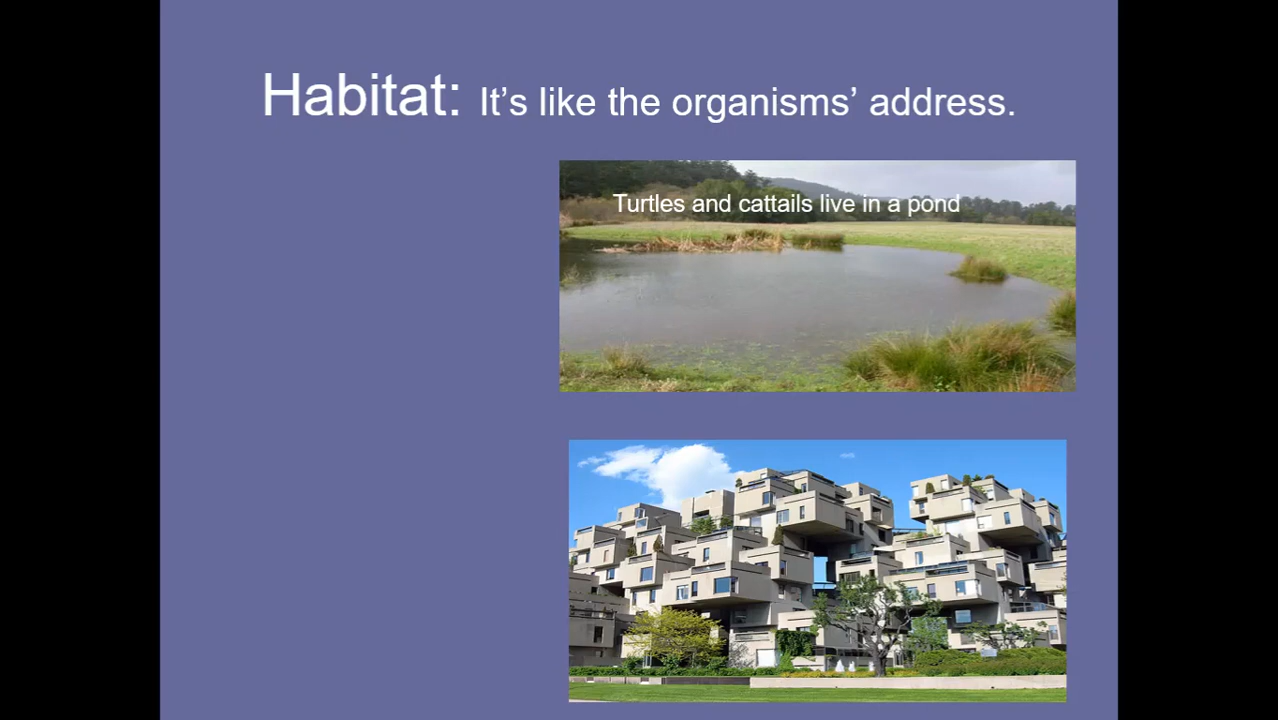 Habitat: It’s like the organisms’ address.
Turtles and cattails live in a pond